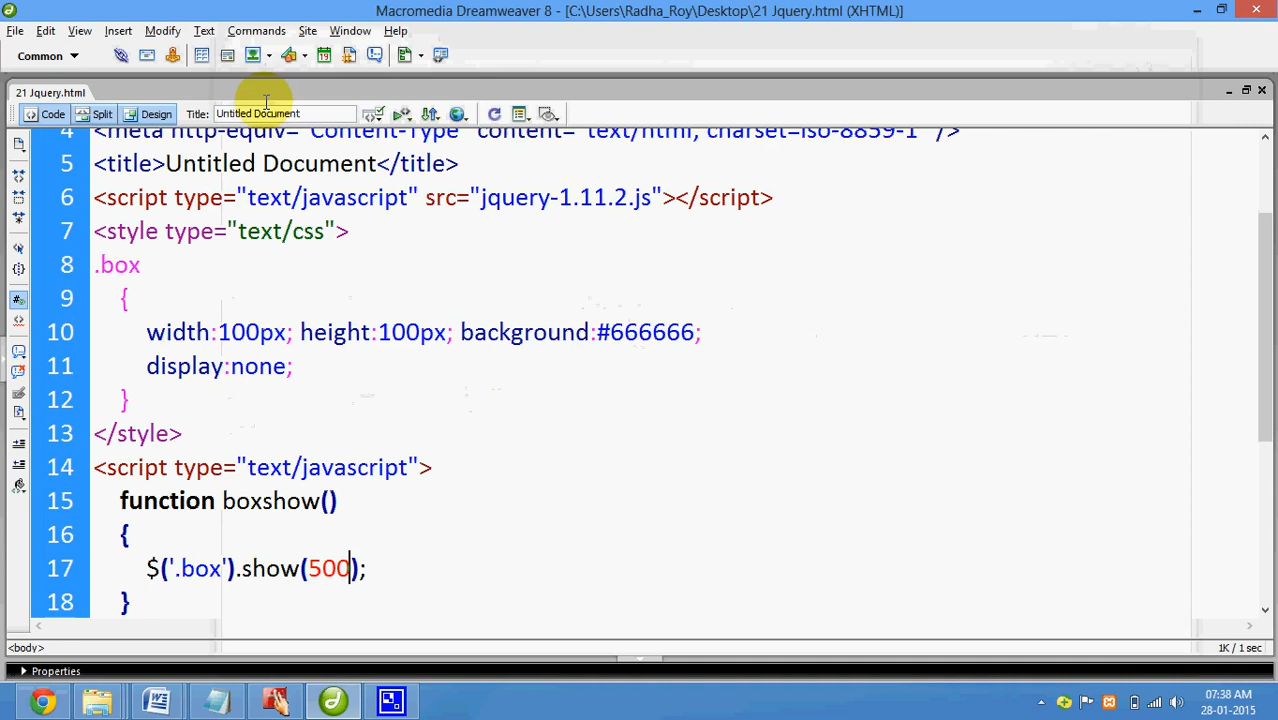 Macromedia Dreamweaver 8 - [C:\Users\Radha_Roy\Desktop\21 Jquery.html (XHTML)]
File Edit View Insert Modify Text Commands Site Window Help
Common
21 Jquery.html
Code Split Design Title: Untitled Document
4 <meta http-equiv="Content-Type" content="text/html; charset=iso-8859-1" />
5 <title>Untitled Document</title>
6 <script type="text/javascript" src="jquery-1.11.2.js"></script>
7 <style type="text/css">
8 .box
9 {
10 width:100px; height:100px; background:#666666;
11 display:none;
12 }
13 </style>
14 <script type="text/javascript">
15 function boxshow()
16 {
17 $('.box').show(500);
18 }
<body> 1K / 1 sec
Properties
07:38 AM
28-01-2015